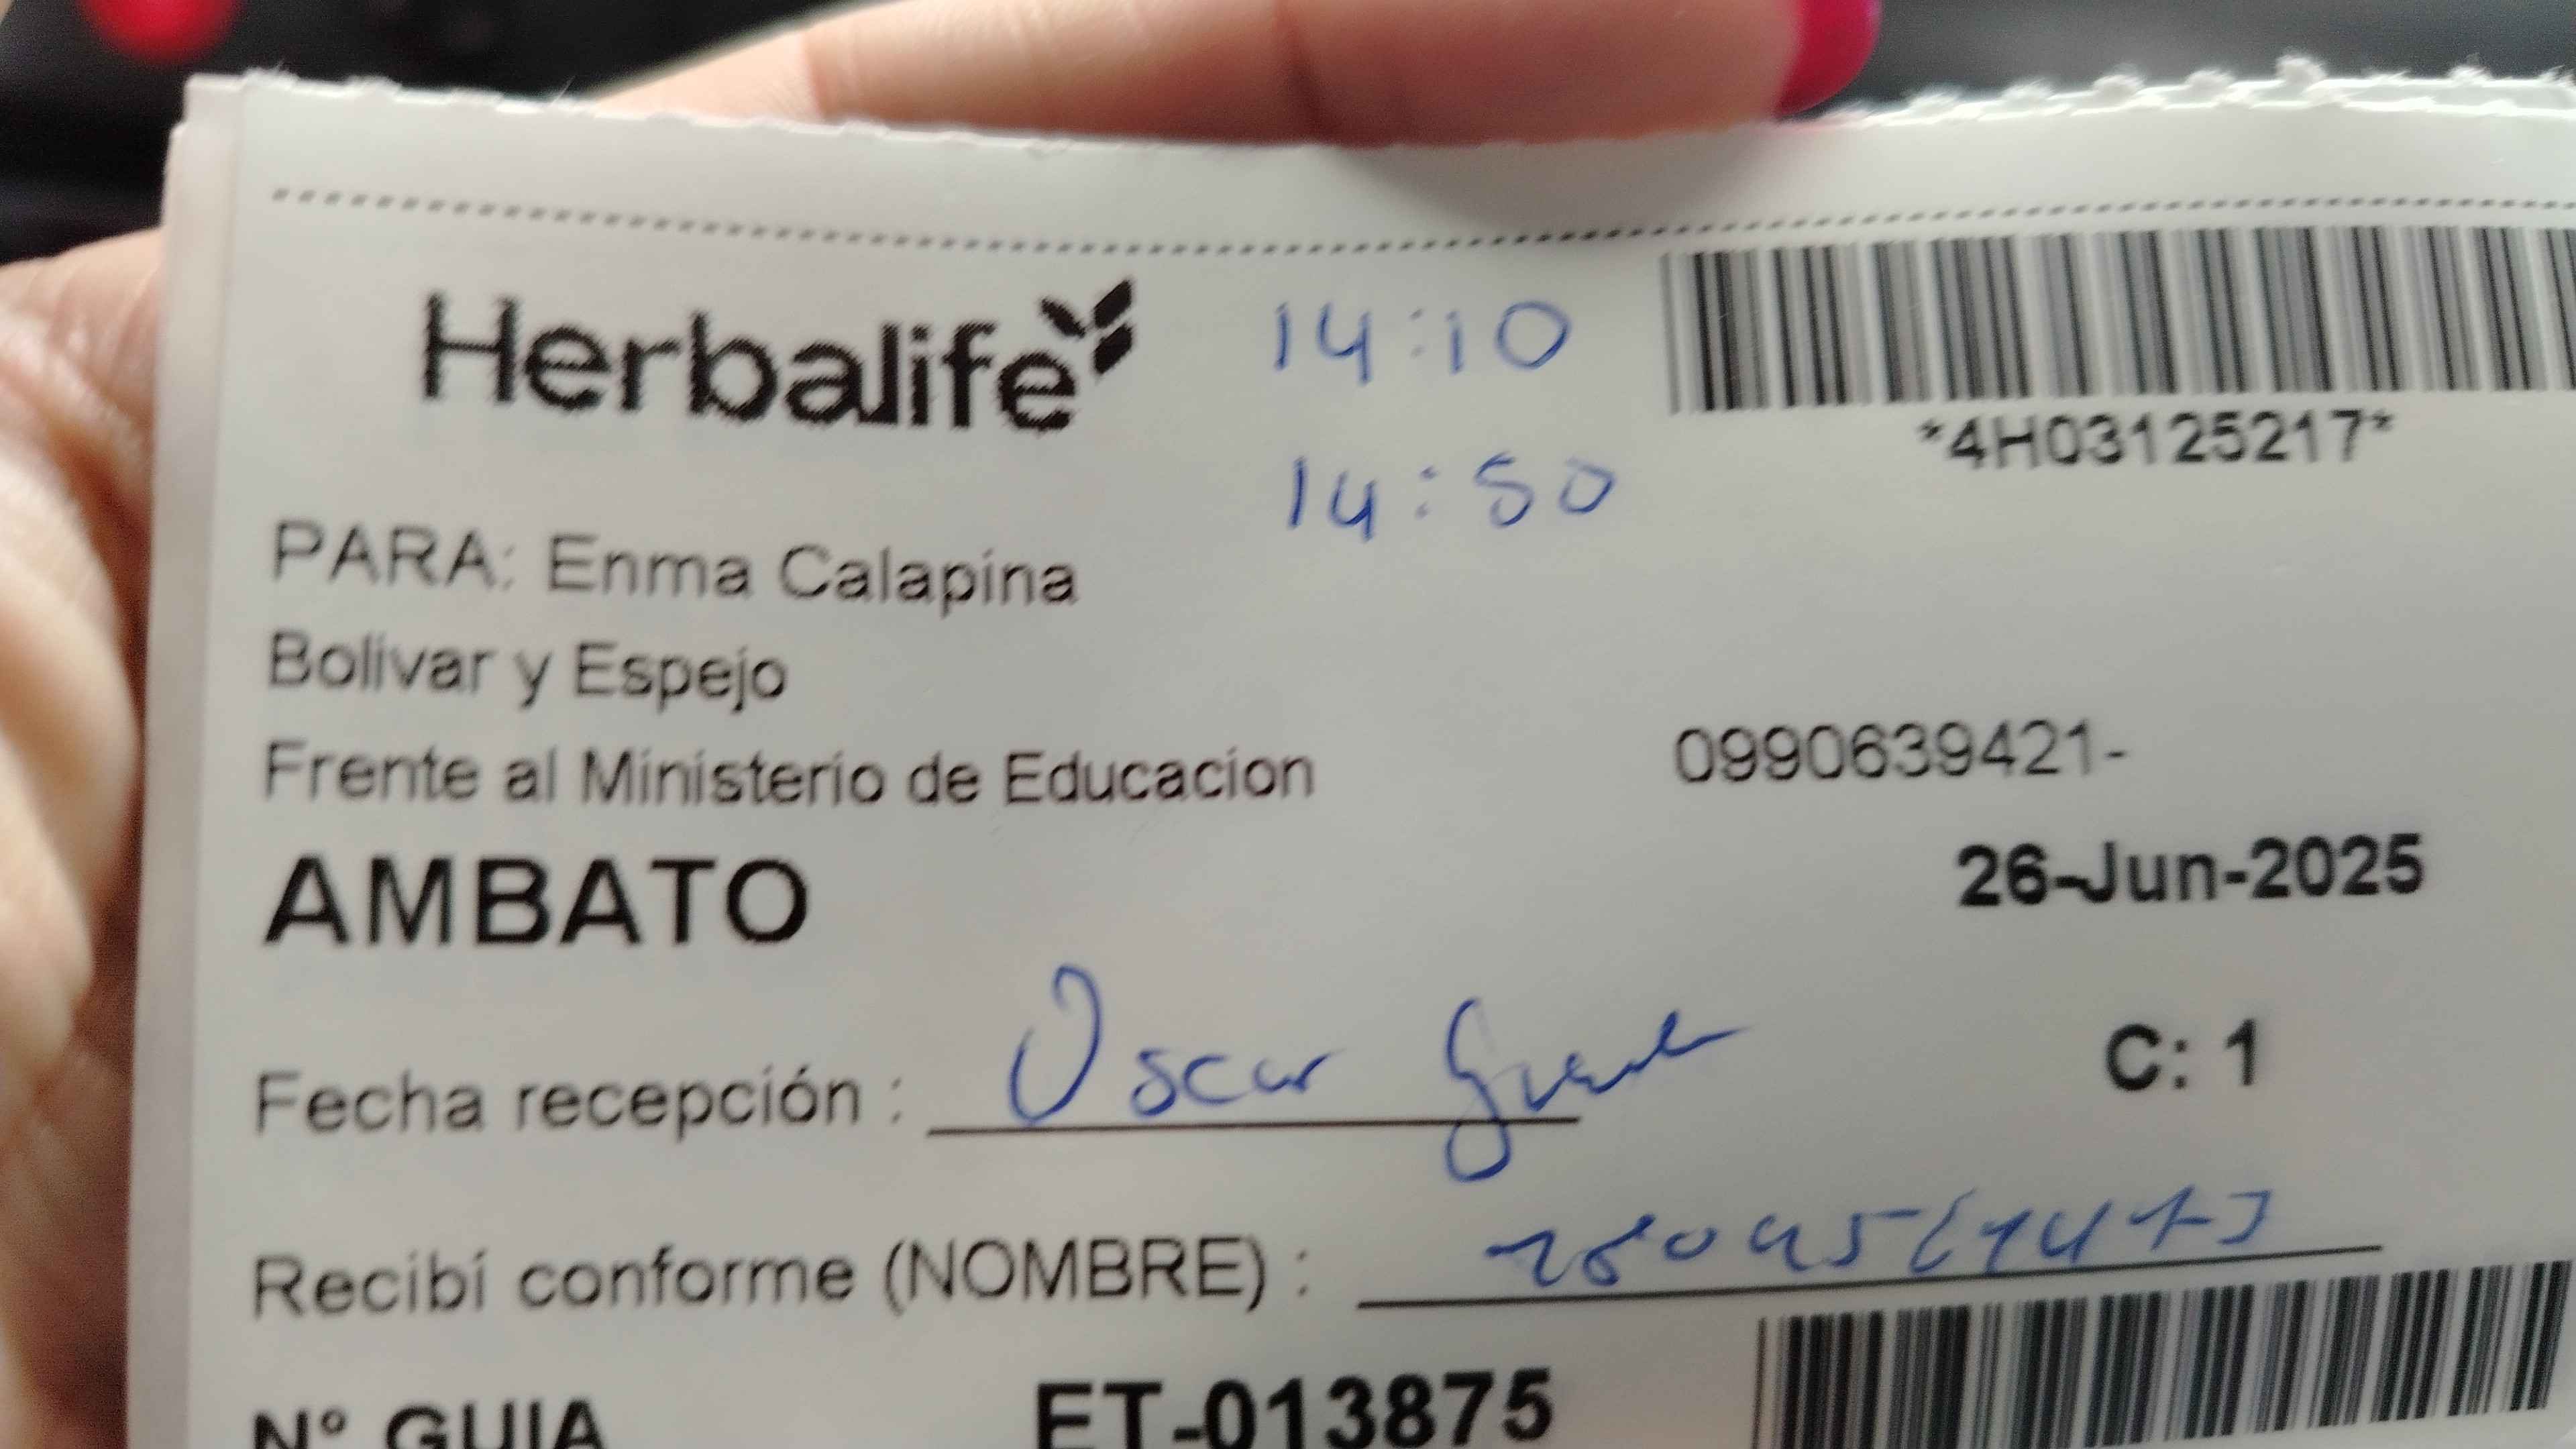 Herbalife
14:10
*4H03125217*
14:50
PARA: Enma Calapina
Bolivar y Espejo
Frente al Ministerio de Educacion
0990639421-
AMBATO
26-Jun-2025
Fecha recepción : Oscar
C: 1
Recibí conforme (NOMBRE) :
N° GUIA ET-013875